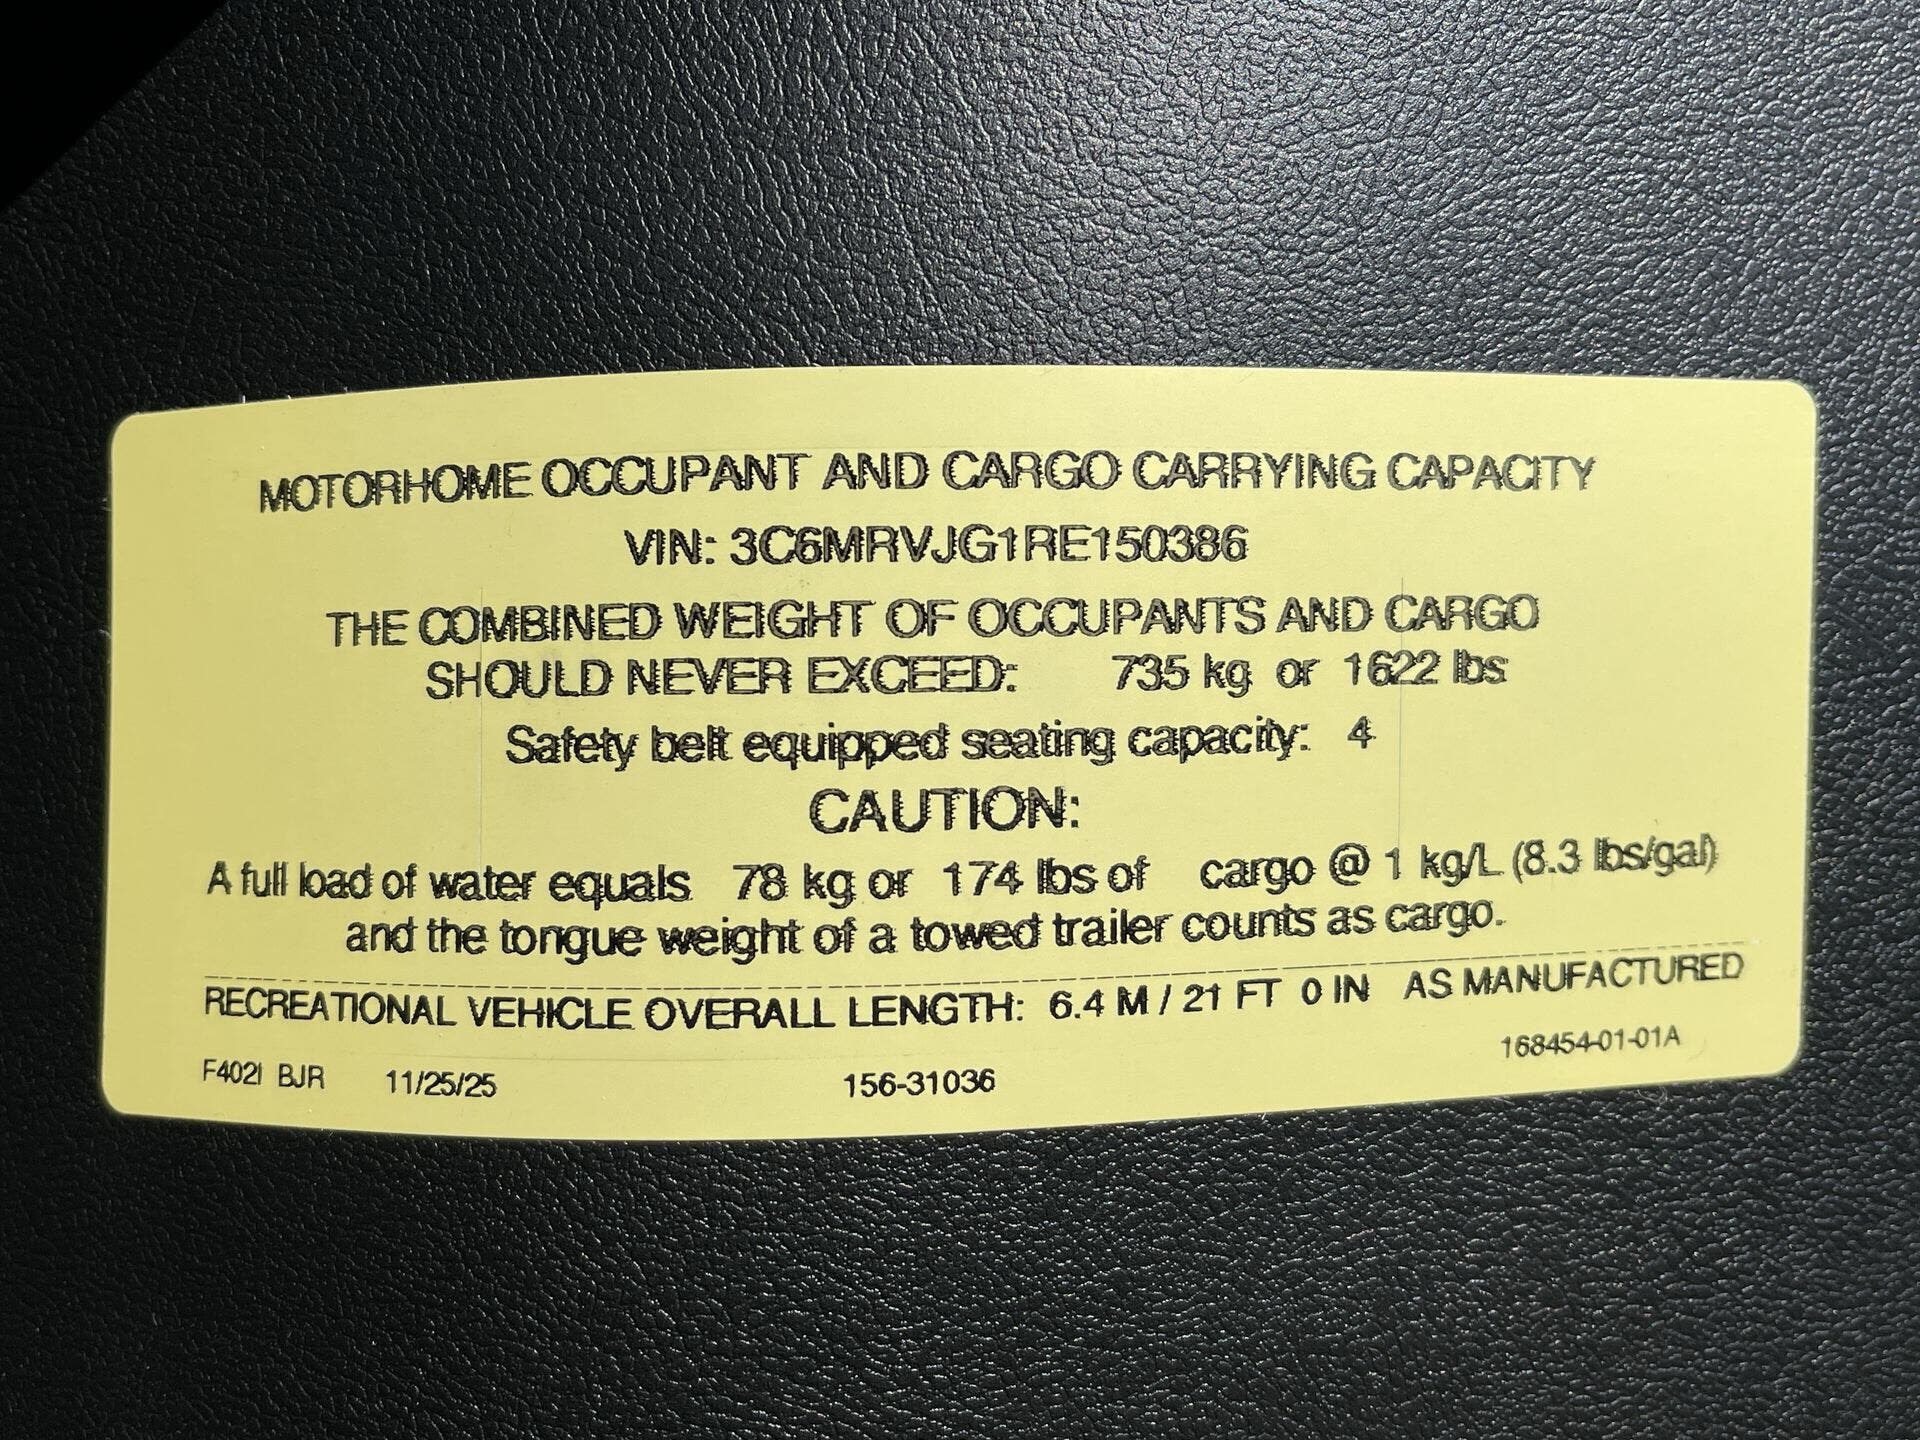 MOTORHOME OCCUPANT AND CARGO CARRYING CAPACITY
VIN: 3C6MRVJG1RE150386
THE COMBINED WEIGHT OF OCCUPANTS AND CARGO
SHOULD NEVER EXCEED: 735 kg or 1622 lbs
Safety belt equipped seating capacity: 4
CAUTION:
A full load of water equals 78 kg or 174 lbs of cargo @ 1 kg/L (8.3 lbs/gal)
and the tongue weight of a towed trailer counts as cargo.
RECREATIONAL VEHICLE OVERALL LENGTH: 6.4 M / 21 FT 0 IN AS MANUFACTURED
F402I BJR 11/25/25 156-31036 168454-01-01A